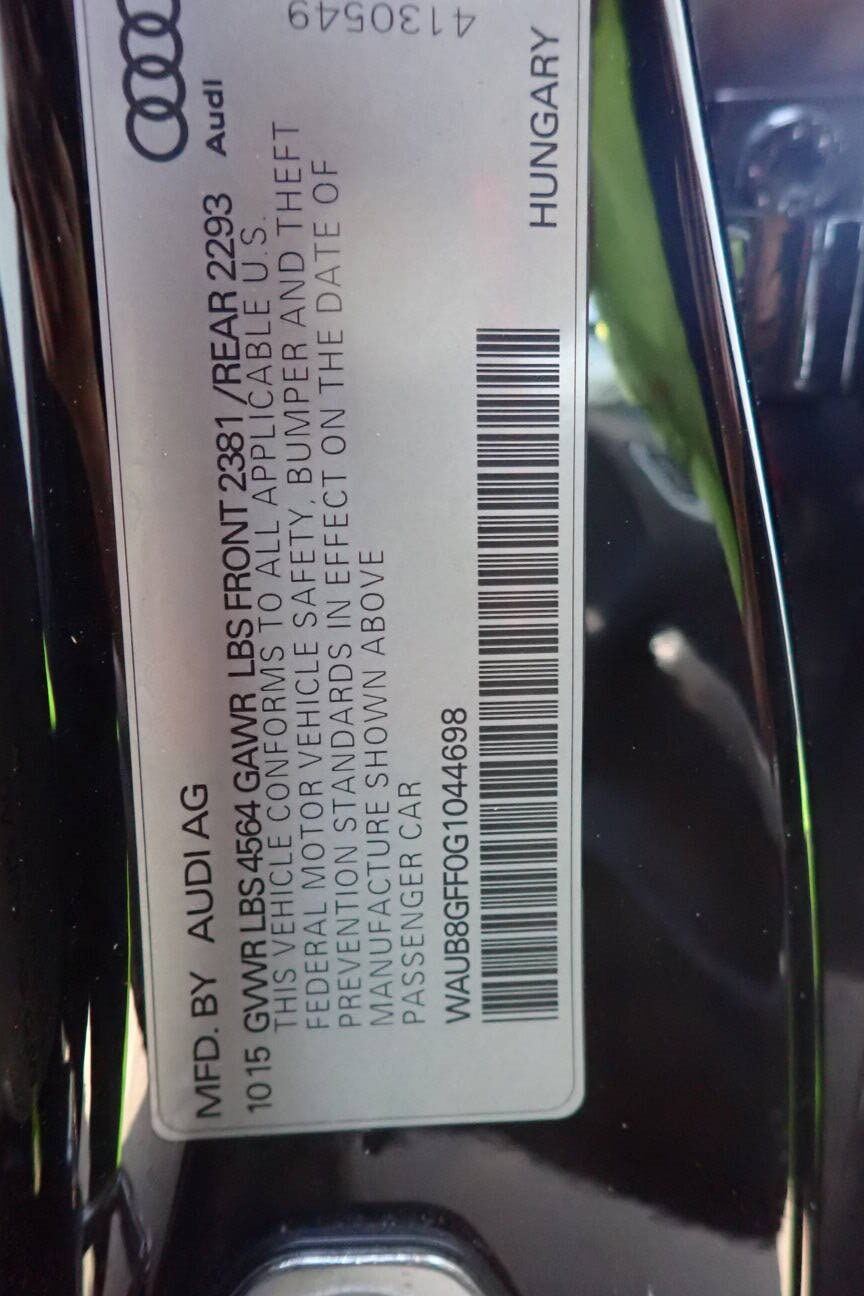 MFD. BY AUDI AG
Audi
1015 GVWR LBS 4564 GAWR LBS FRONT 2381 /REAR 2293
THIS VEHICLE CONFORMS TO ALL APPLICABLE U.S.
FEDERAL MOTOR VEHICLE SAFETY, BUMPER AND THEFT
PREVENTION STANDARDS IN EFFECT ON THE DATE OF
MANUFACTURE SHOWN ABOVE
PASSENGER CAR
WAUB8GFF0G1044698
HUNGARY
4130549